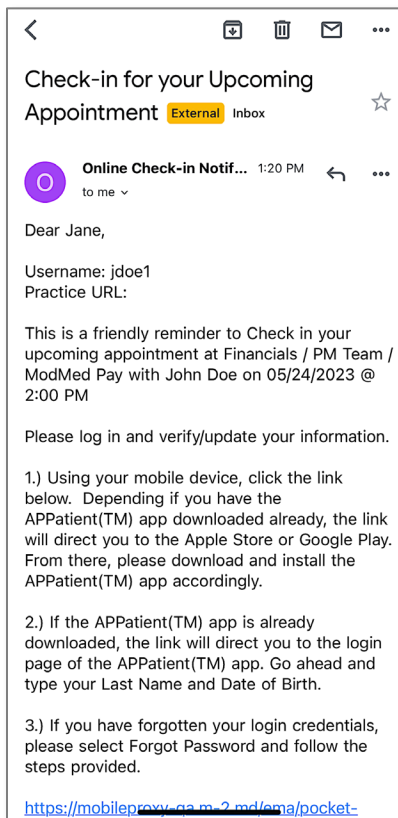 Check-in for your Upcoming
Appointment External Inbox
O
Online Check-in Notif... 1:20 PM
to me
Dear Jane,
Username: jdoe1
Practice URL:
This is a friendly reminder to Check in your
upcoming appointment at Financials / PM Team /
ModMed Pay with John Doe on 05/24/2023 @
2:00 PM
Please log in and verify/update your information.
1.) Using your mobile device, click the link
below.  Depending if you have the
APPatient(TM) app downloaded already, the link
will direct you to the Apple Store or Google Play.
From there, please download and install the
APPatient(TM) app accordingly.
2.) If the APPatient(TM) app is already
downloaded, the link will direct you to the login
page of the APPatient(TM) app. Go ahead and
type your Last Name and Date of Birth.
3.) If you have forgotten your login credentials,
please select Forgot Password and follow the
steps provided.
https://mobileproxy-qa.m-2.md/ema/pocket-